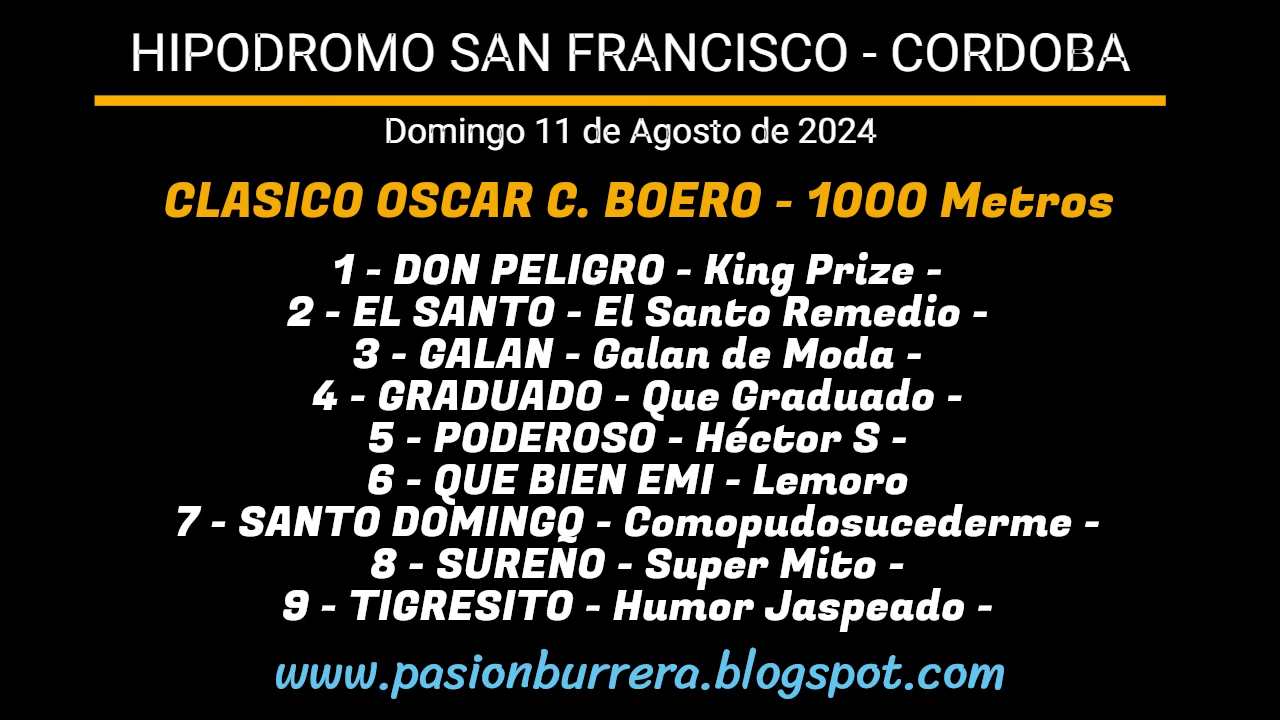 HIPODROMO SAN FRANCISCO - CORDOBA
Domingo 11 de Agosto de 2024
CLASICO OSCAR C. BOERO - 1000 Metros
1 - DON PELIGRO - King Prize -
2 - EL SANTO - El Santo Remedio -
3 - GALAN - Galan de Moda -
4 - GRADUADO - Que Graduado -
5 - PODEROSO - Héctor S -
6 - QUE BIEN EMI - Lemoro
7 - SANTO DOMINGO - Comopudosucederme -
8 - SUREÑO - Super Mito -
9 - TIGRESITO - Humor Jaspeado -
www.pasionburrera.blogspot.com